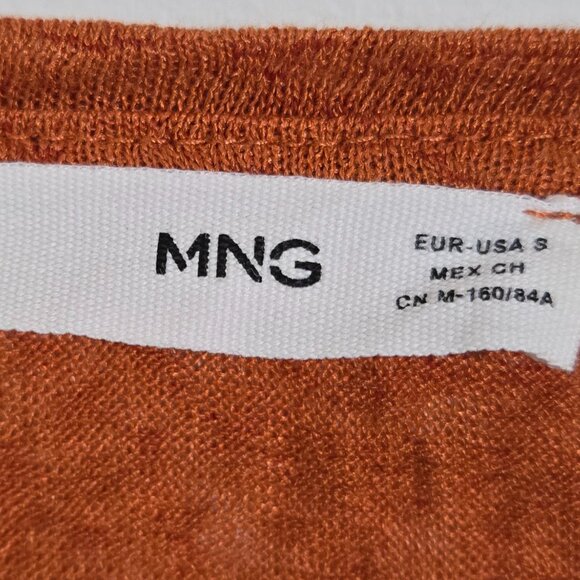 MNG
EUR-USA S
MEX CH
CN M-160/84A